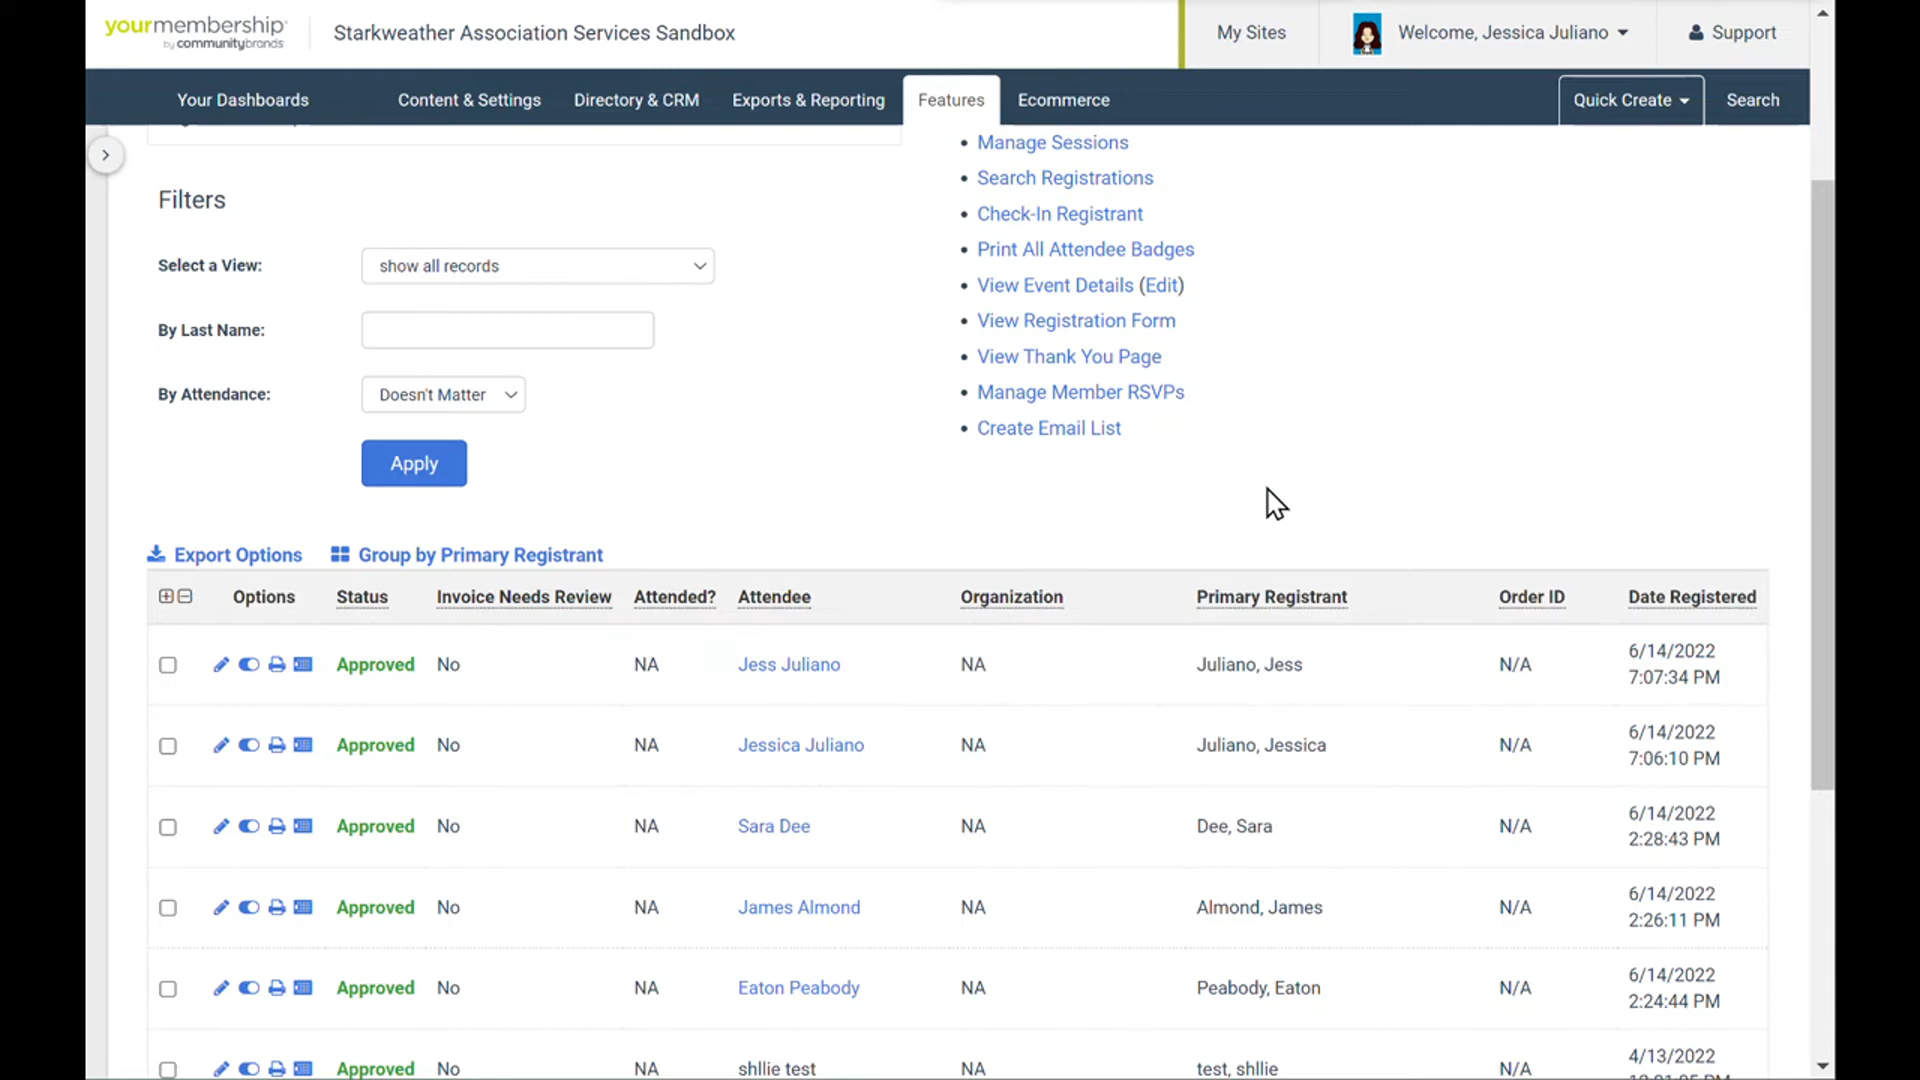 yourmembership
by communitybrands
Starkweather Association Services Sandbox
My Sites
Welcome, Jessica Juliano
Support
Your Dashboards
Content & Settings
Directory & CRM
Exports & Reporting
Features
Ecommerce
Quick Create
Search
Manage Sessions
Search Registrations
Check-In Registrant
Print All Attendee Badges
View Event Details (Edit)
View Registration Form
View Thank You Page
Manage Member RSVPs
Create Email List
Filters
Select a View: show all records
By Last Name:
By Attendance: Doesn't Matter
Apply
Export Options Group by Primary Registrant
Options Status Invoice Needs Review Attended? Attendee Organization Primary Registrant Order ID Date Registered
Approved No NA Jess Juliano NA Juliano, Jess N/A 6/14/2022
7:07:34 PM
Approved No NA Jessica Juliano NA Juliano, Jessica N/A 6/14/2022
7:06:10 PM
Approved No NA Sara Dee NA Dee, Sara N/A 6/14/2022
2:28:43 PM
Approved No NA James Almond NA Almond, James N/A 6/14/2022
2:26:11 PM
Approved No NA Eaton Peabody NA Peabody, Eaton N/A 6/14/2022
2:24:44 PM
Approved No NA shllie test NA test, shllie N/A 4/13/2022